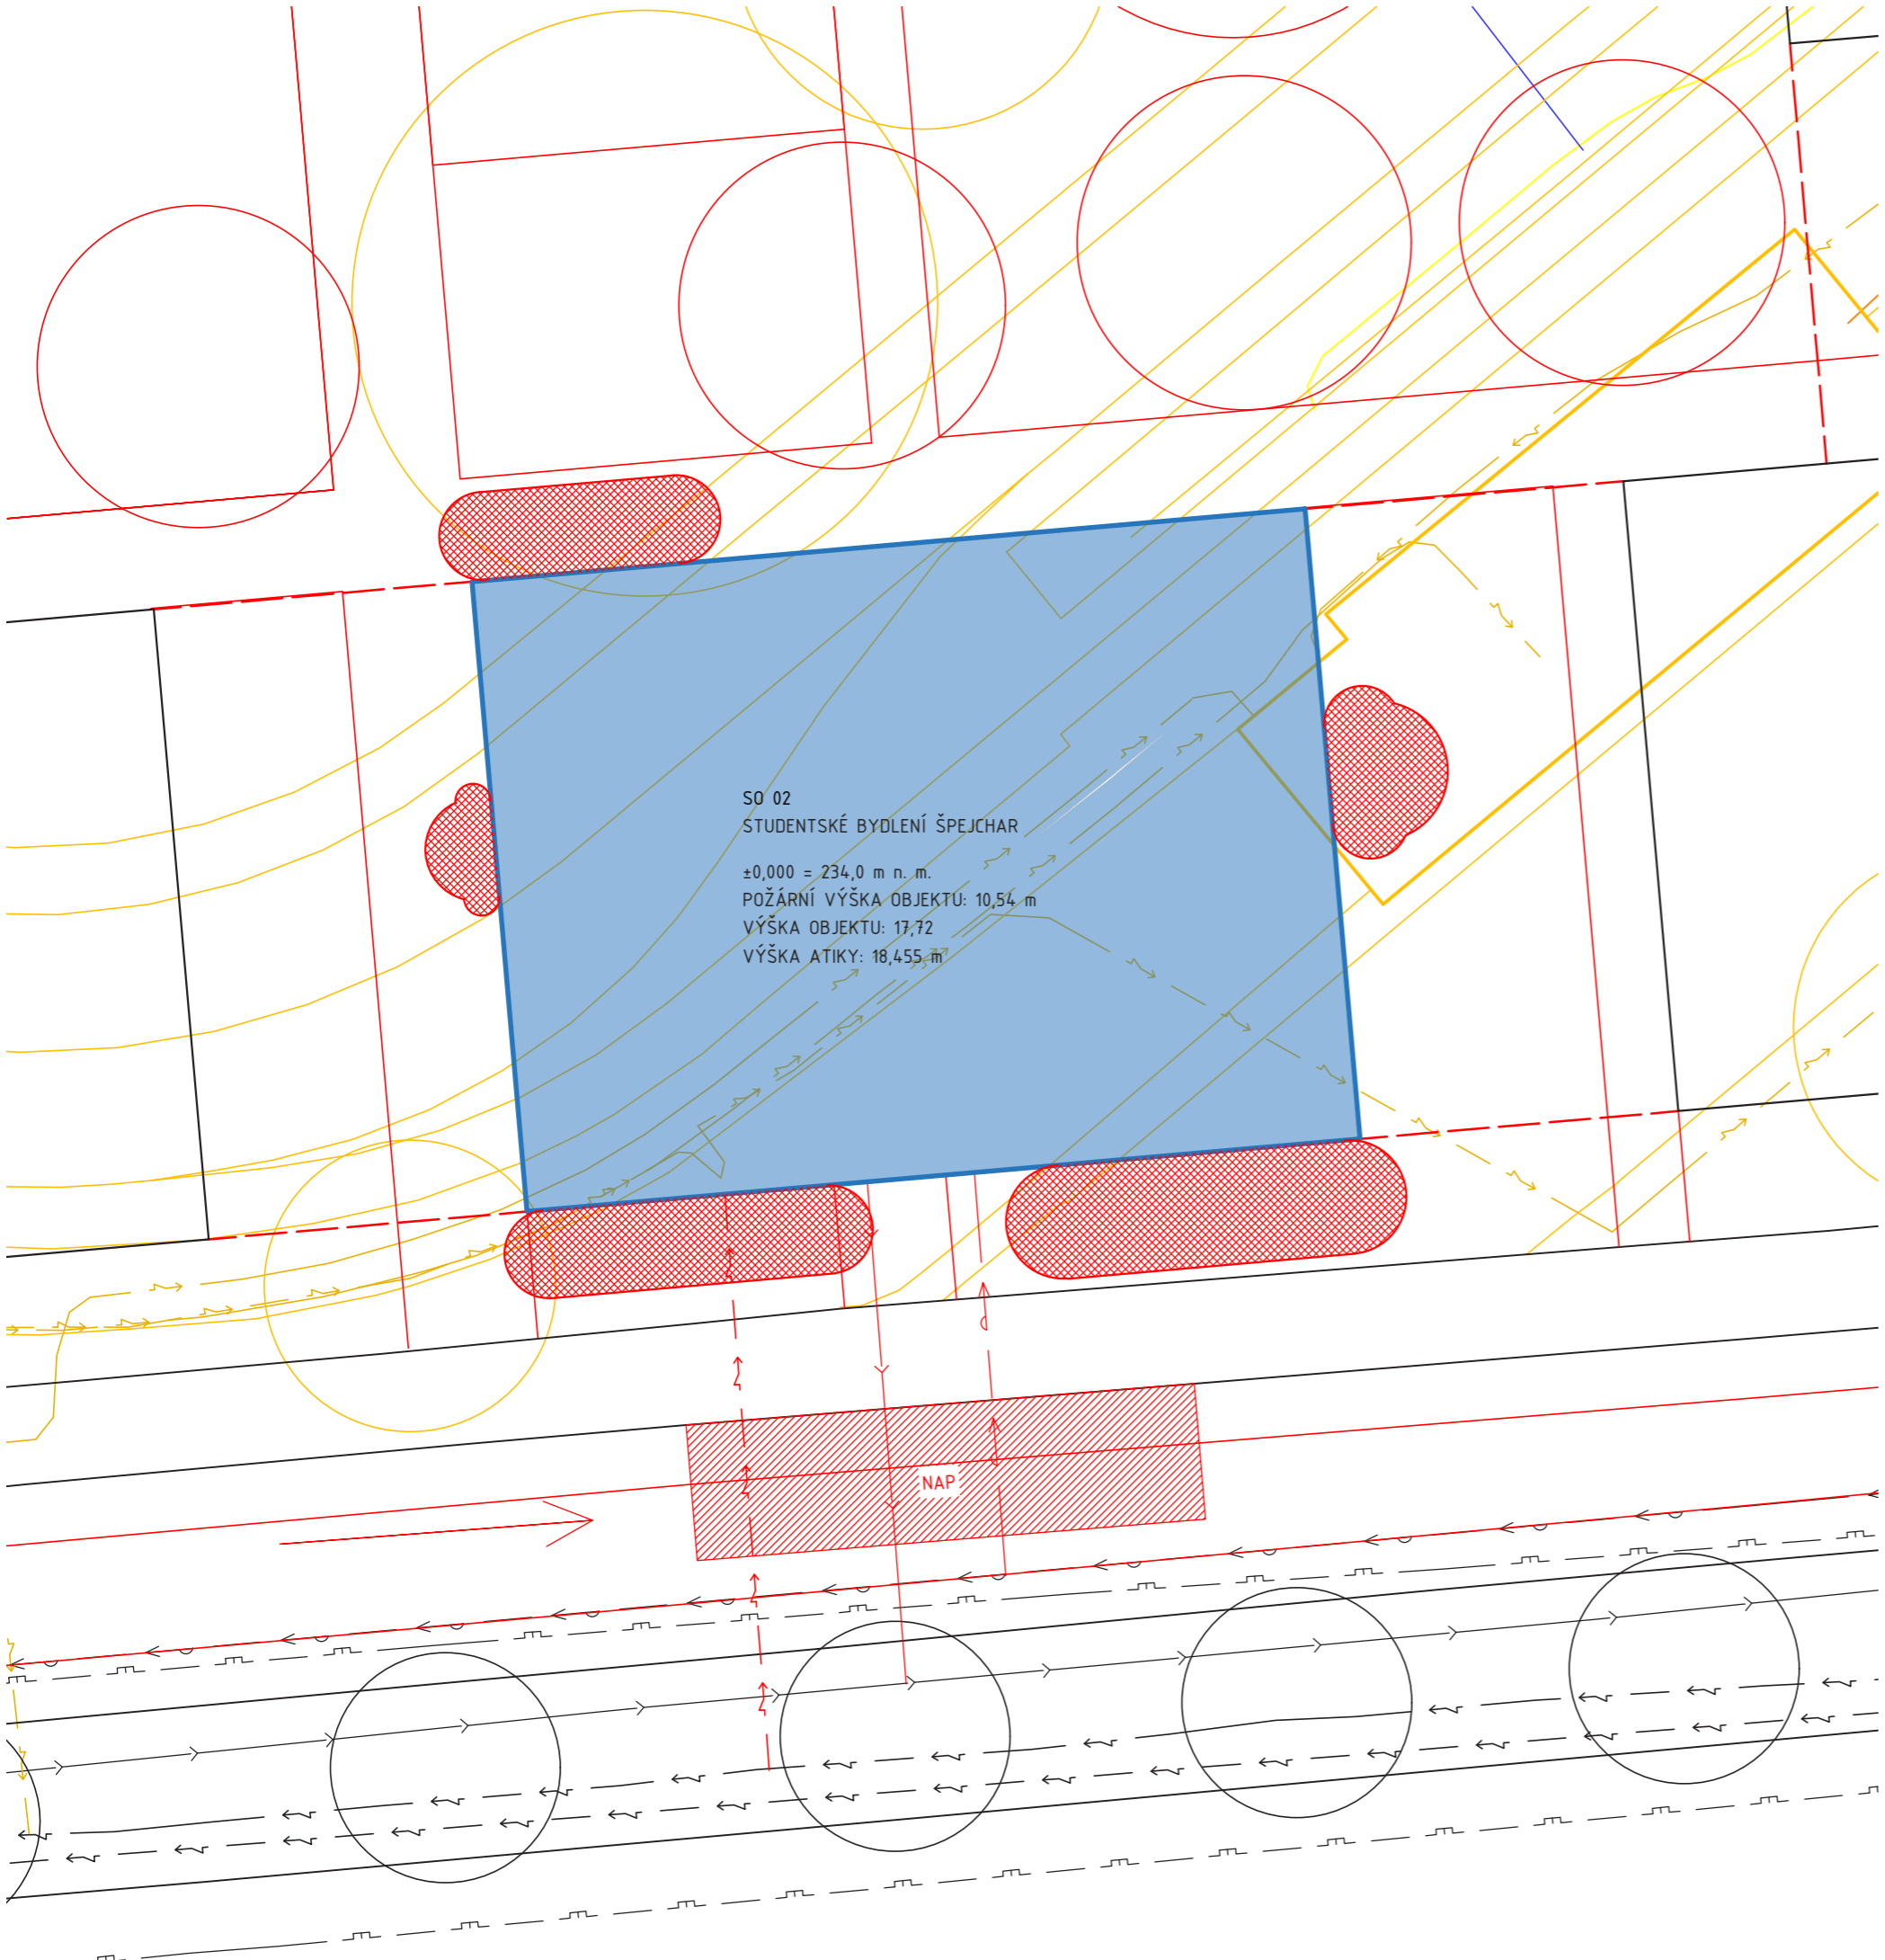 SO 02
STUDENTSKÉ BYDLENÍ ŠPEJCHAR
±0,000 = 234,0 m n. m.
POŽÁRNÍ VÝŠKA OBJEKTU: 10,54 m
VÝŠKA OBJEKTU: 17,72
VÝŠKA ATIKY: 18,455 m
NAP